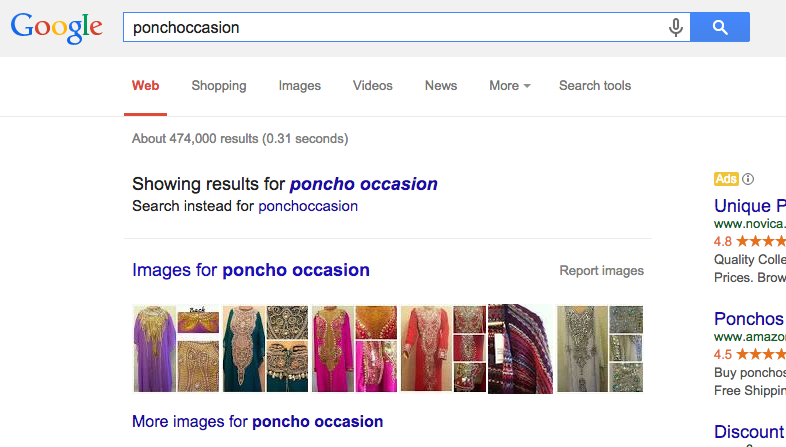 Google
ponchoccasion
Web Shopping Images Videos News More Search tools
About 474,000 results (0.31 seconds)
Showing results for poncho occasion
Search instead for ponchoccasion
Images for poncho occasion
Report images
Back
More images for poncho occasion
Ads
Unique P
www.novica.
4.8
Quality Colle
Prices. Brow
Ponchos
www.amazo
4.5
Buy ponchos
Free Shippin
Discount